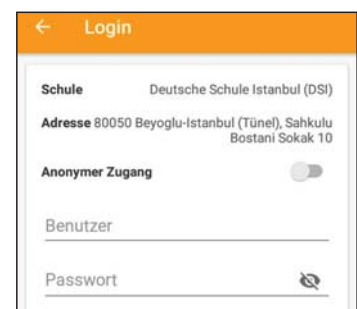 Login
Schule Deutsche Schule Istanbul (DSI)
Adresse 80050 Beyoglu-Istanbul (Tünel), Sahkulu
Bostani Sokak 10
Anonymer Zugang
Benutzer
Passwort